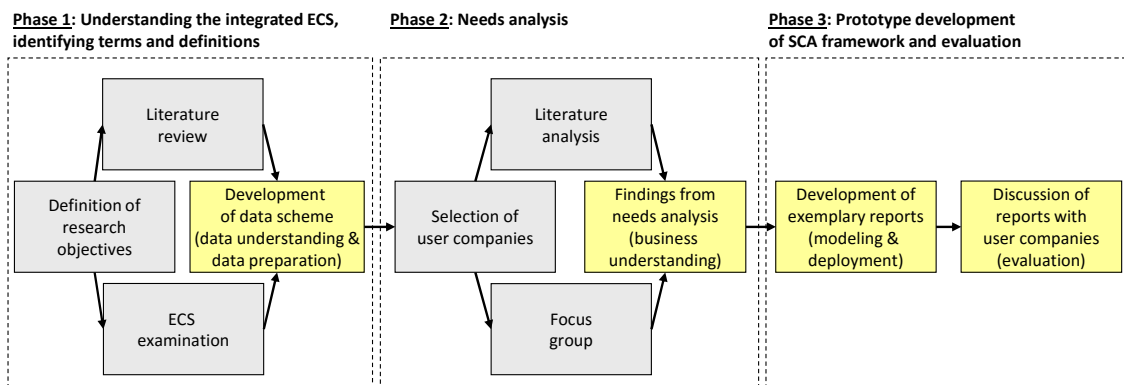 Phase 1: Understanding the integrated ECS,
identifying terms and definitions
Literature
review
Definition of
research
objectives
Development
of data scheme
(data understanding &
data preparation)
ECS
examination
Phase 2: Needs analysis
Literature
analysis
Selection of
user companies
Findings from
needs analysis
(business
understanding)
Focus
group
Phase 3: Prototype development
of SCA framework and evaluation
Development of
exemplary reports
(modeling &
deployment)
Discussion of
reports with
user companies
(evaluation)